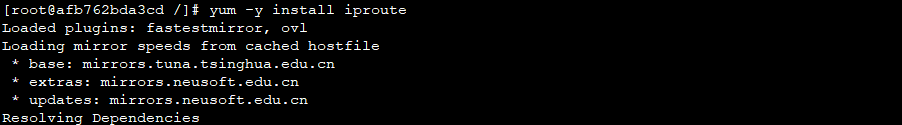 [root@afb762bda3cd /]# yum -y install iproute
Loaded plugins: fastestmirror, ovl
Loading mirror speeds from cached hostfile
 * base: mirrors.tuna.tsinghua.edu.cn
 * extras: mirrors.neusoft.edu.cn
 * updates: mirrors.neusoft.edu.cn
Resolving Dependencies